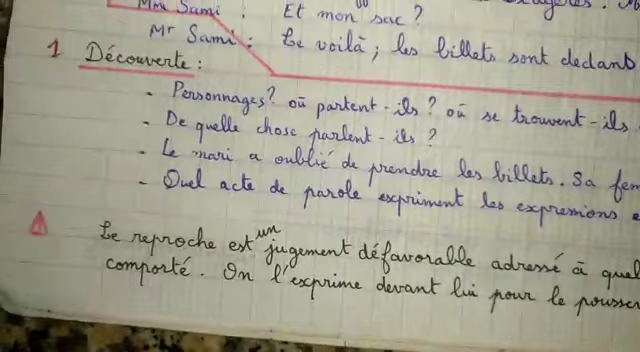 Mme Sami : Et mon sac ?
Mr Sami : Le voilà ; les billets sont dedans
1 Découverte :
- Personnages ? où partent-ils ? où se trouvent-ils
- De quelle chose parlent-ils ?
- Le mari a oublié de prendre les billets. Sa fem
- Quel acte de parole expriment les expressions
Le reproche est un jugement défavorable adressé à quel
comporté. On l'exprime devant lui pour le pousser